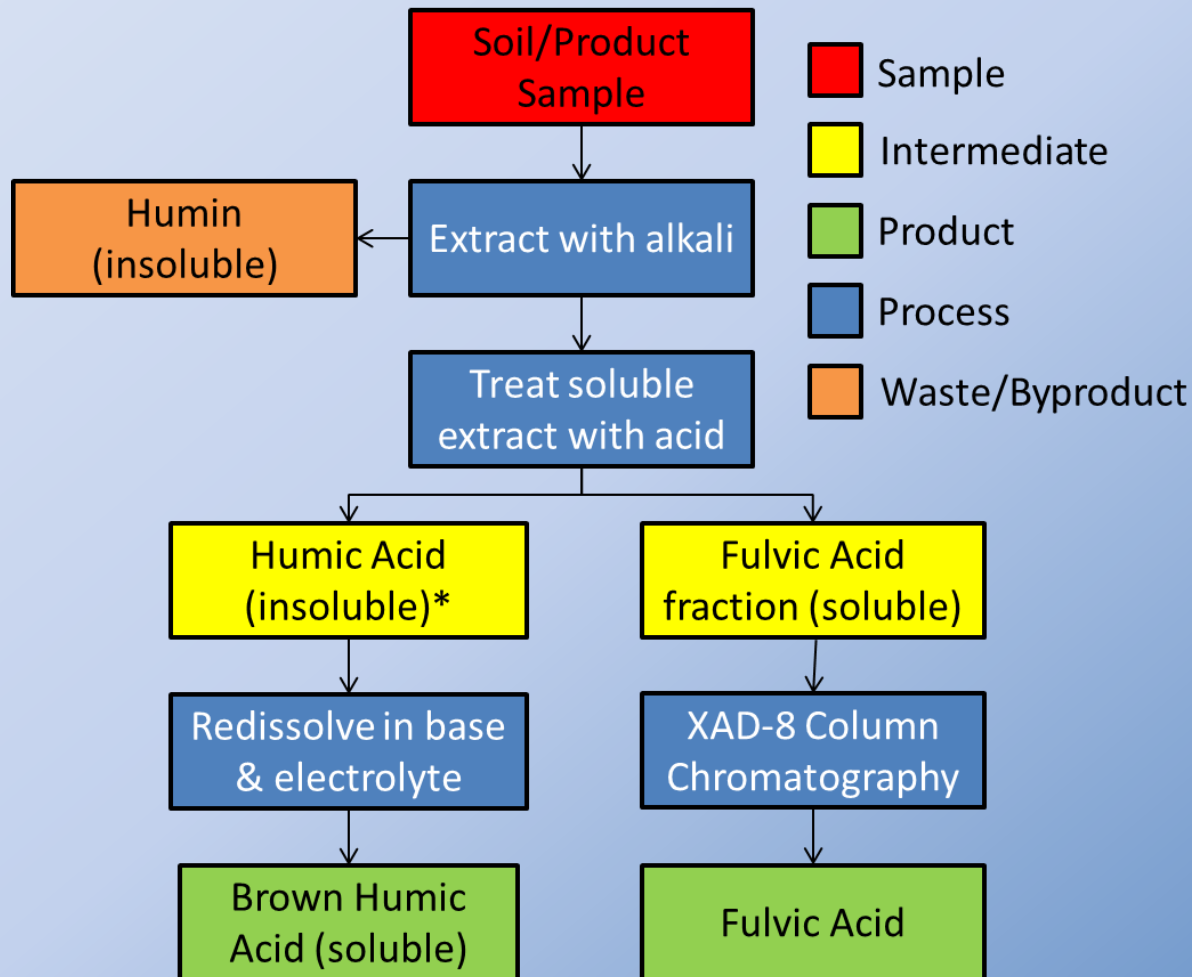 Soil/Product
Sample
Sample
Intermediate
Product
Process
Waste/Byproduct
Humin
(insoluble)
Extract with alkali
Treat soluble
extract with acid
Humic Acid
(insoluble)*
Fulvic Acid
fraction (soluble)
Redissolve in base
& electrolyte
XAD-8 Column
Chromatography
Brown Humic
Acid (soluble)
Fulvic Acid